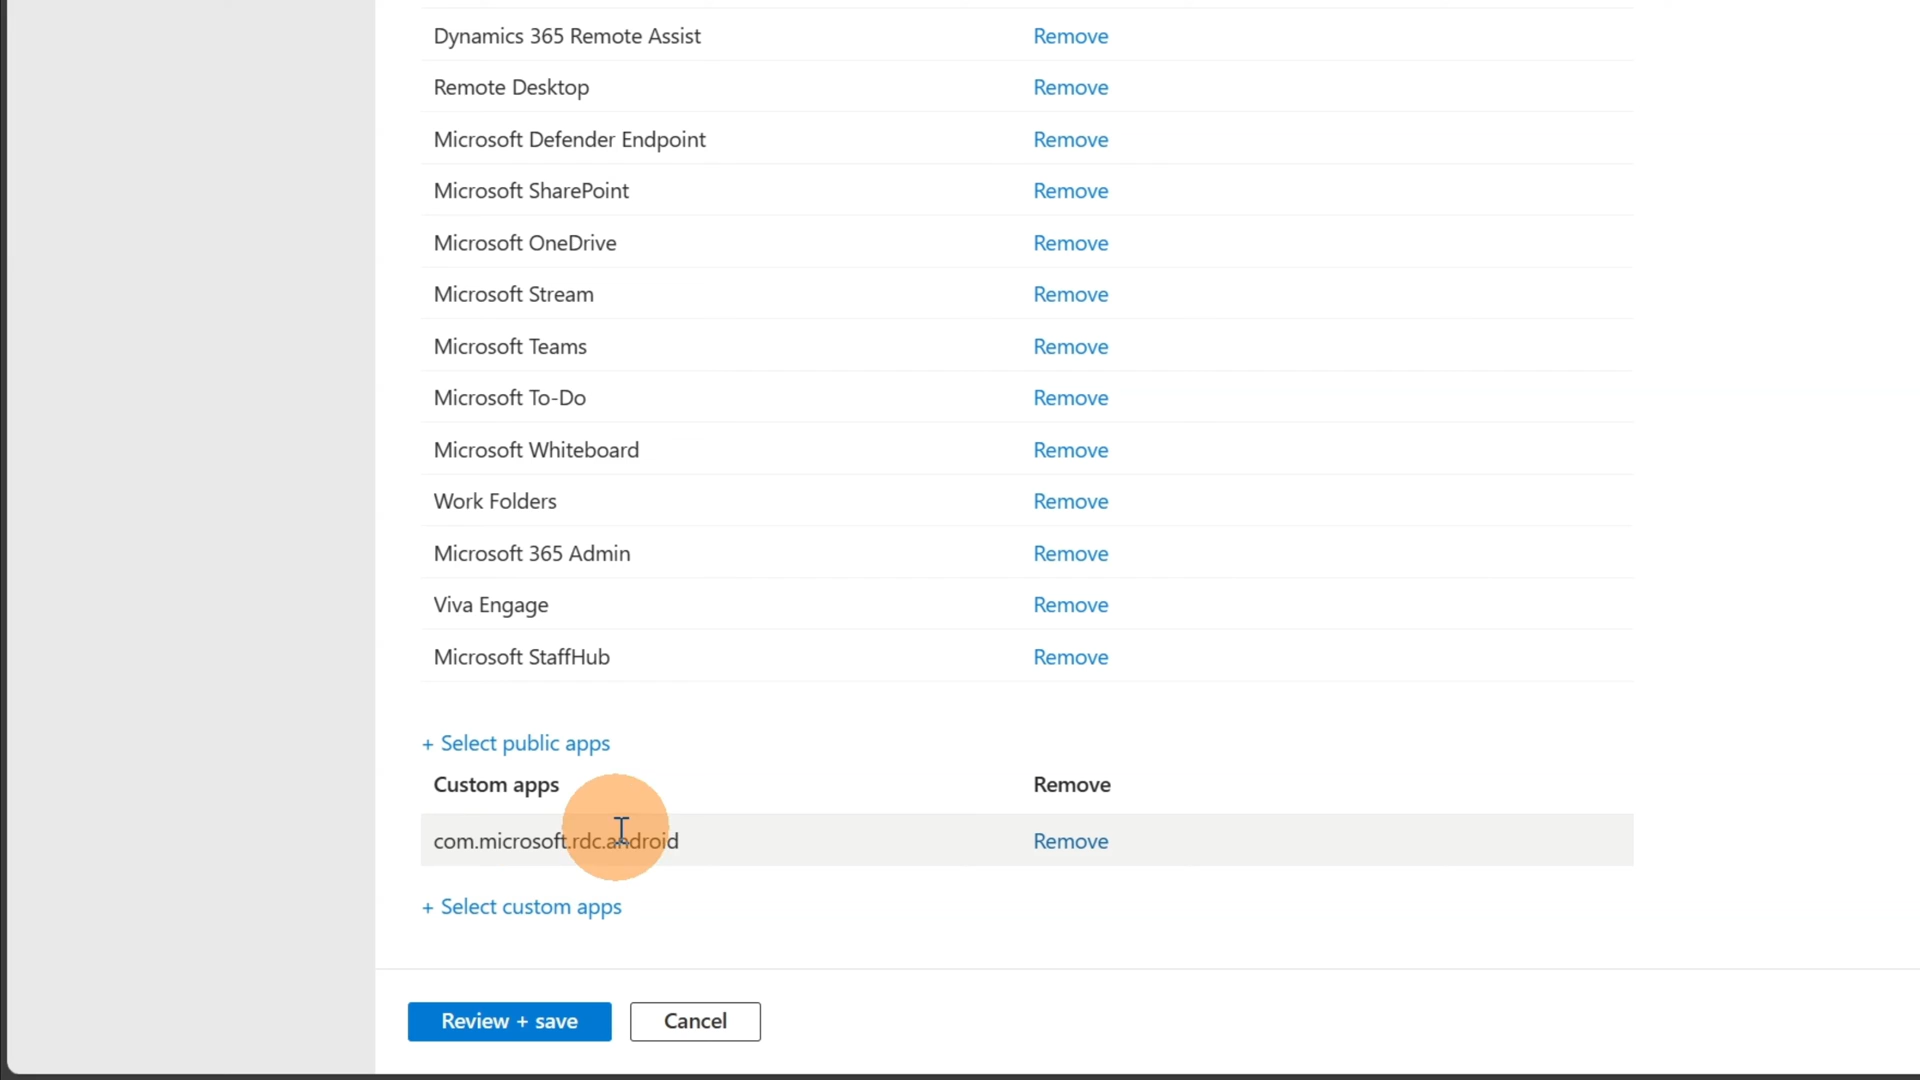 Dynamics 365 Remote Assist Remove
Remote Desktop Remove
Microsoft Defender Endpoint Remove
Microsoft SharePoint Remove
Microsoft OneDrive Remove
Microsoft Stream Remove
Microsoft Teams Remove
Microsoft To-Do Remove
Microsoft Whiteboard Remove
Work Folders Remove
Microsoft 365 Admin Remove
Viva Engage Remove
Microsoft StaffHub Remove
+ Select public apps
Custom apps Remove
com.microsoft.rdc.android Remove
+ Select custom apps
Review + save Cancel